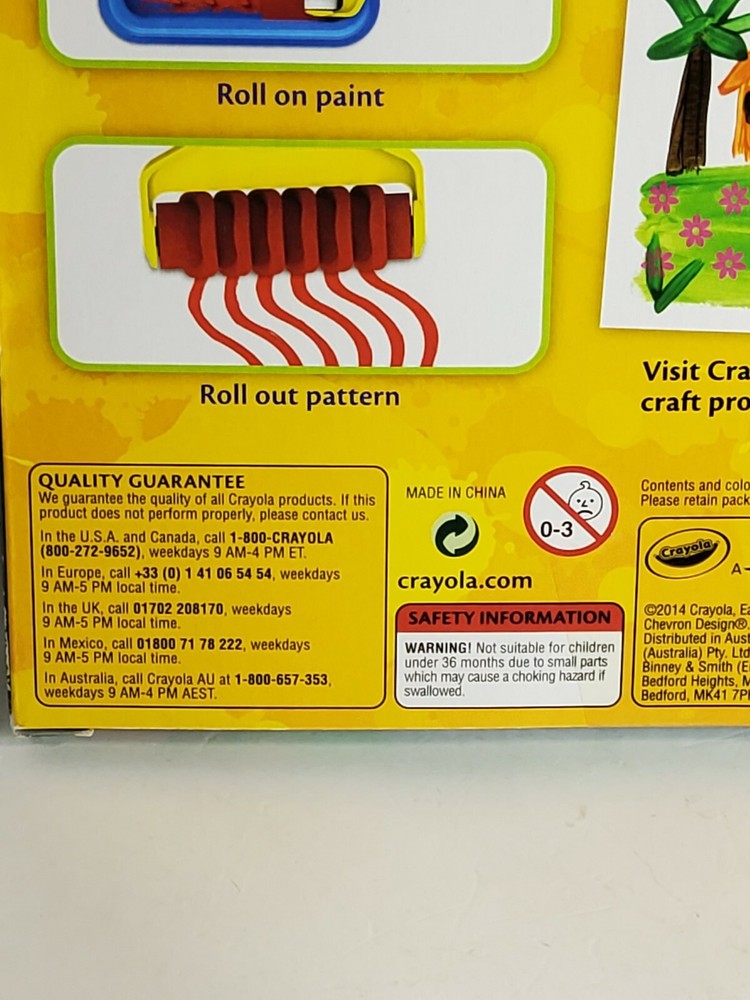 Roll on paint
Roll out pattern
Visit Cra
craft pro
QUALITY GUARANTEE
We guarantee the quality of all Crayola products. If this
product does not perform properly, please contact us.
In the U.S.A. and Canada, call 1-800-CRAYOLA
(800-272-9652), weekdays 9 AM-4 PM ET.
In Europe, call +33 (0) 1 41 06 54 54, weekdays
9 AM-5 PM local time.
In the UK, call 01702 208170, weekdays
9 AM-5 PM local time.
In Mexico, call 01800 71 78 222, weekdays
9 AM-5 PM local time.
In Australia, call Crayola AU at 1-800-657-353,
weekdays 9 AM-4 PM AEST.
MADE IN CHINA
0-3
crayola.com
SAFETY INFORMATION
WARNING! Not suitable for children
under 36 months due to small parts
which may cause a choking hazard if
swallowed.
Contents and colo
Please retain pack
Crayola
A-
©2014 Crayola, Ea
Chevron Design®.
Distributed in Aust
(Australia) Pty. Ltd
Binney & Smith (E
Bedford Heights, M
Bedford, MK41 7P